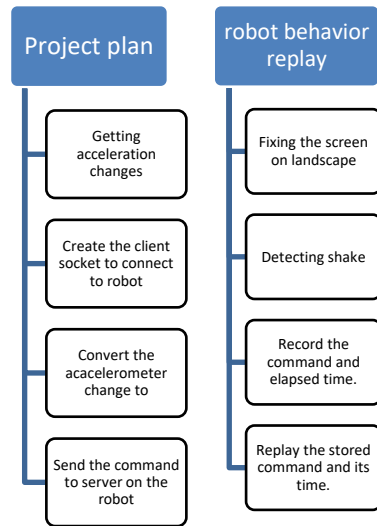 Project plan
Getting
acceleration
changes
Create the client
socket to connect
to robot
Convert the
acacelerometer
change to
Send the command
to server on the
robot
robot behavior
replay
Fixing the screen
on landscape
Detecting shake
Record the
command and
elapsed time.
Replay the stored
command and its
time.